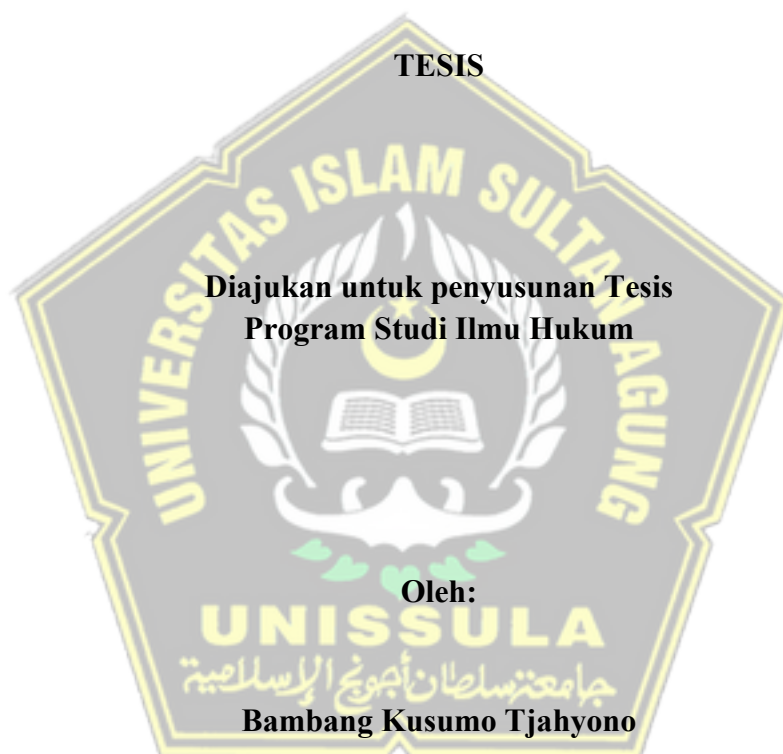 TESIS
UNIVERSITAS ISLAM SULTAN AGUNG
Diajukan untuk penyusunan Tesis
Program Studi Ilmu Hukum
Oleh:
UNISSULA
جامعة سلطان أجونج الإسلامية
Bambang Kusumo Tjahyono